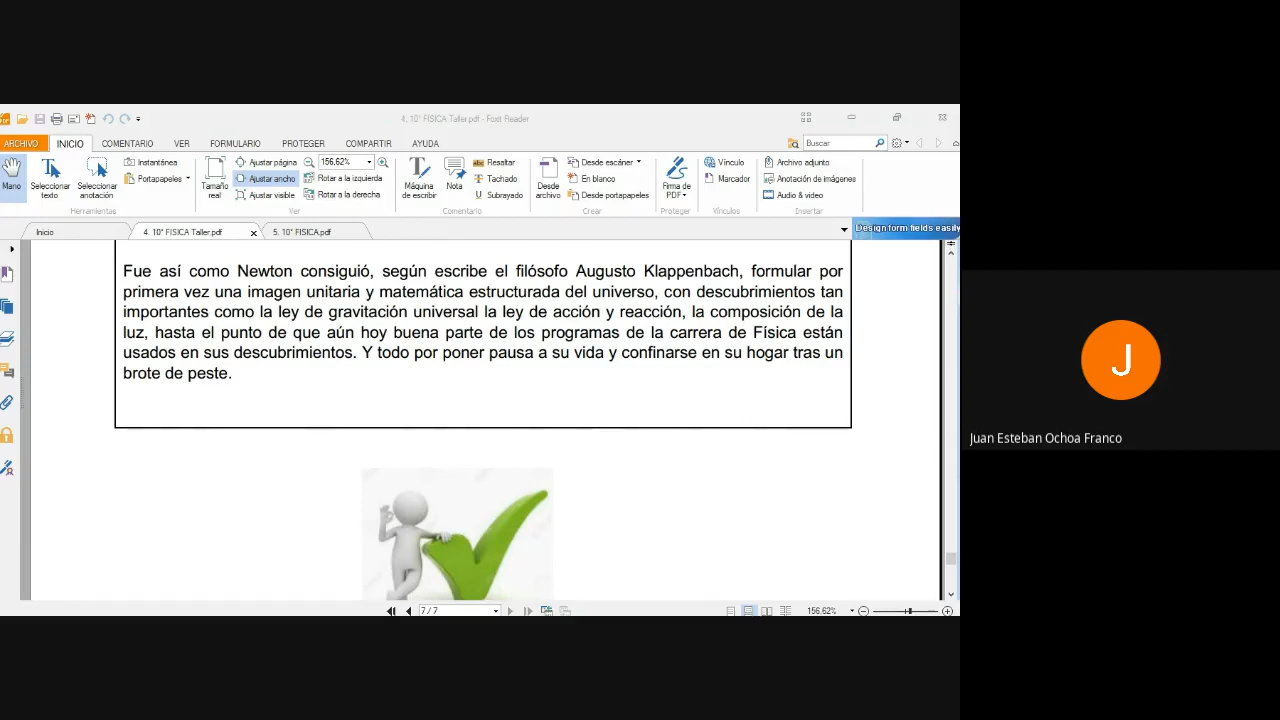 4. 10° FISICA Taller.pdf - Foxit Reader
ARCHIVO INICIO COMENTARIO VER FORMULARIO PROTEGER COMPARTIR AYUDA Buscar
Mano
Seleccionar texto
Seleccionar anotación
Instantánea
Portapapeles
Herramientas
Tamaño real
Ajustar página
Ajustar ancho
Ajustar visible
156.62%
Rotar a la izquierda
Rotar a la derecha
Ver
Máquina de escribir
Nota
Resaltar
Tachado
Subrayado
Comentario
Desde archivo
Desde escáner
En blanco
Desde portapapeles
Crear
Firma de PDF
Proteger
Vínculo
Marcador
Vínculos
Archivo adjunto
Anotación de imágenes
Audio & video
Insertar
Inicio 4. 10° FISICA Taller.pdf 5. 10° FISICA.pdf Design form fields easily
Fue así como Newton consiguió, según escribe el filósofo Augusto Klappenbach, formular por
primera vez una imagen unitaria y matemática estructurada del universo, con descubrimientos tan
importantes como la ley de gravitación universal la ley de acción y reacción, la composición de la
luz, hasta el punto de que aún hoy buena parte de los programas de la carrera de Física están
usados en sus descubrimientos. Y todo por poner pausa a su vida y confinarse en su hogar tras un
brote de peste.
7 / 7 156,62%
J
Juan Esteban Ochoa Franco